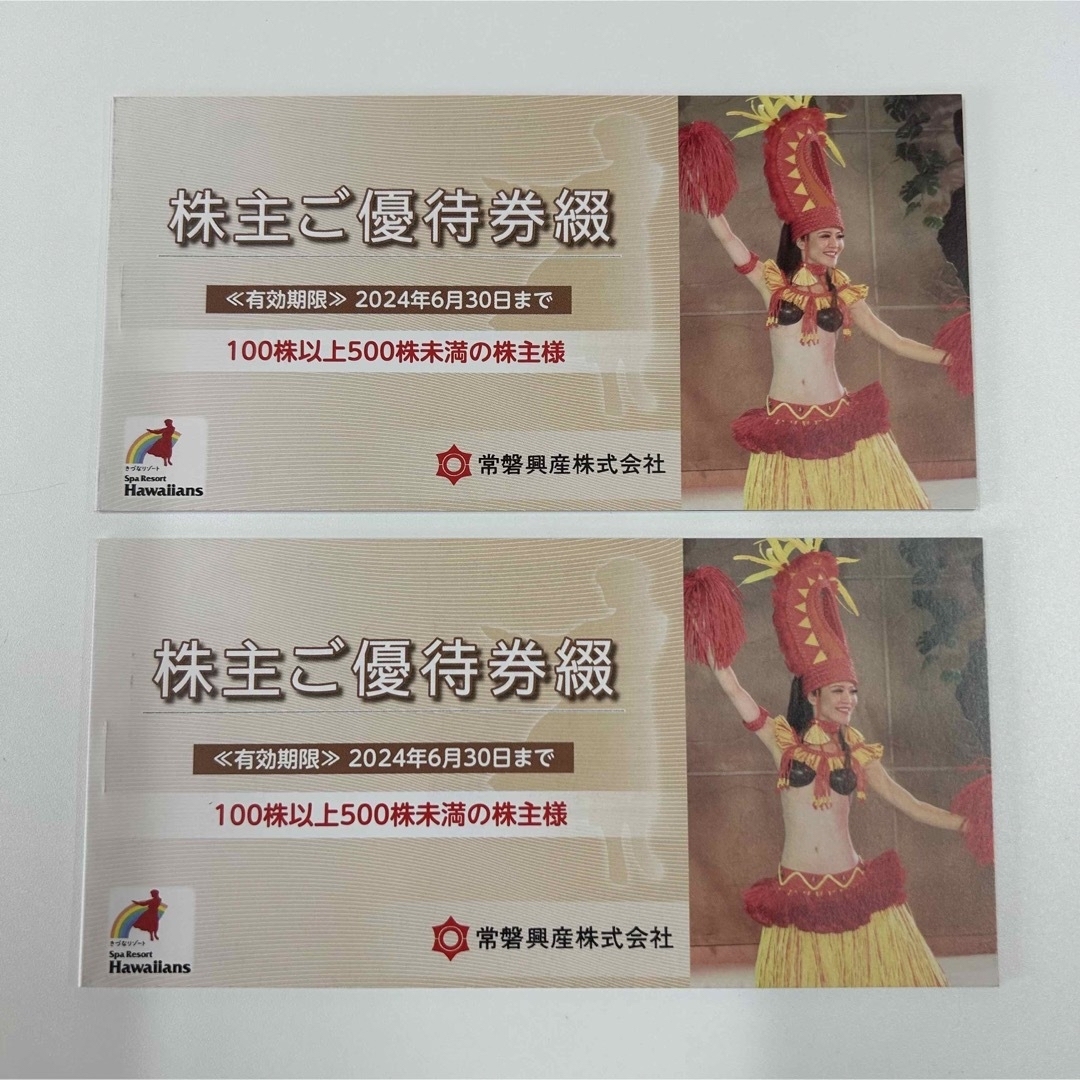 株主ご優待券綴
≪有効期限≫ 2024年6月30日まで
100株以上500株未満の株主様
きづなリゾート
Spa Resort
Hawaiians
常磐興産株式会社
株主ご優待券綴
≪有効期限≫ 2024年6月30日まで
100株以上500株未満の株主様
きづなリゾート
Spa Resort
Hawaiians
常磐興産株式会社